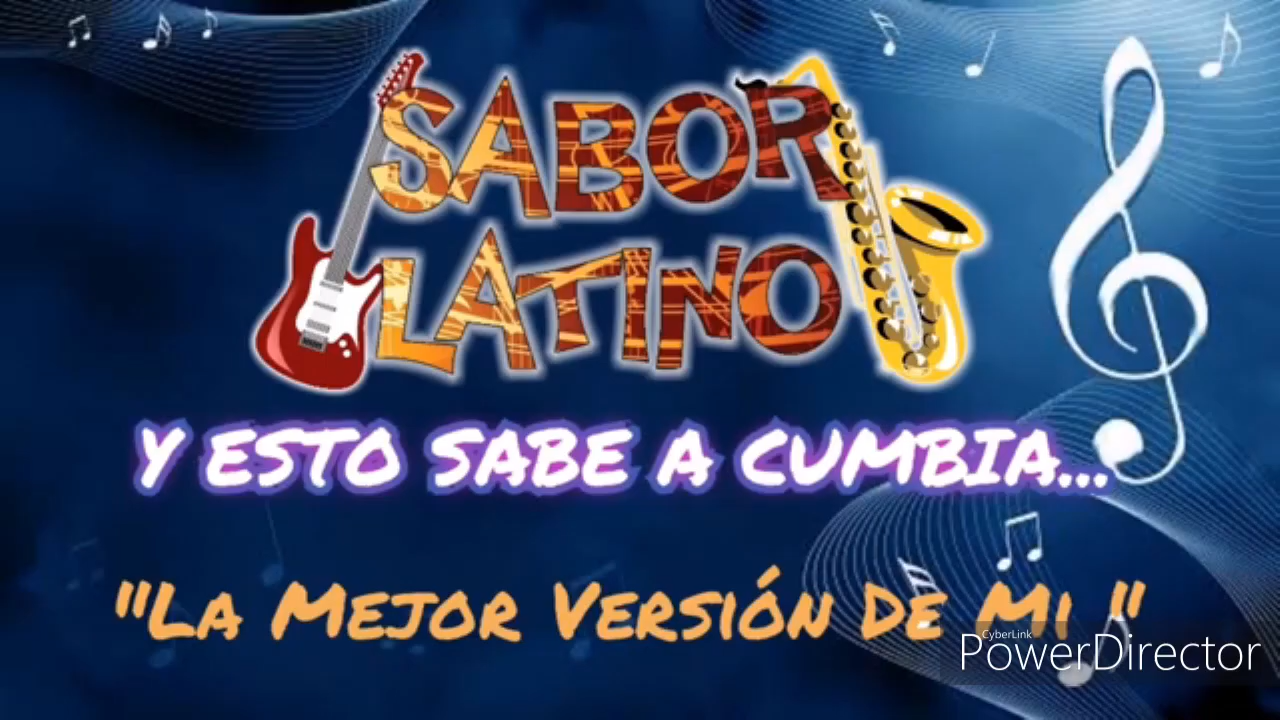 SABOR
LATINO
Y ESTO SABE A CUMBIA...
"La Mejor Versión De Mi "
CyberLink
PowerDirector